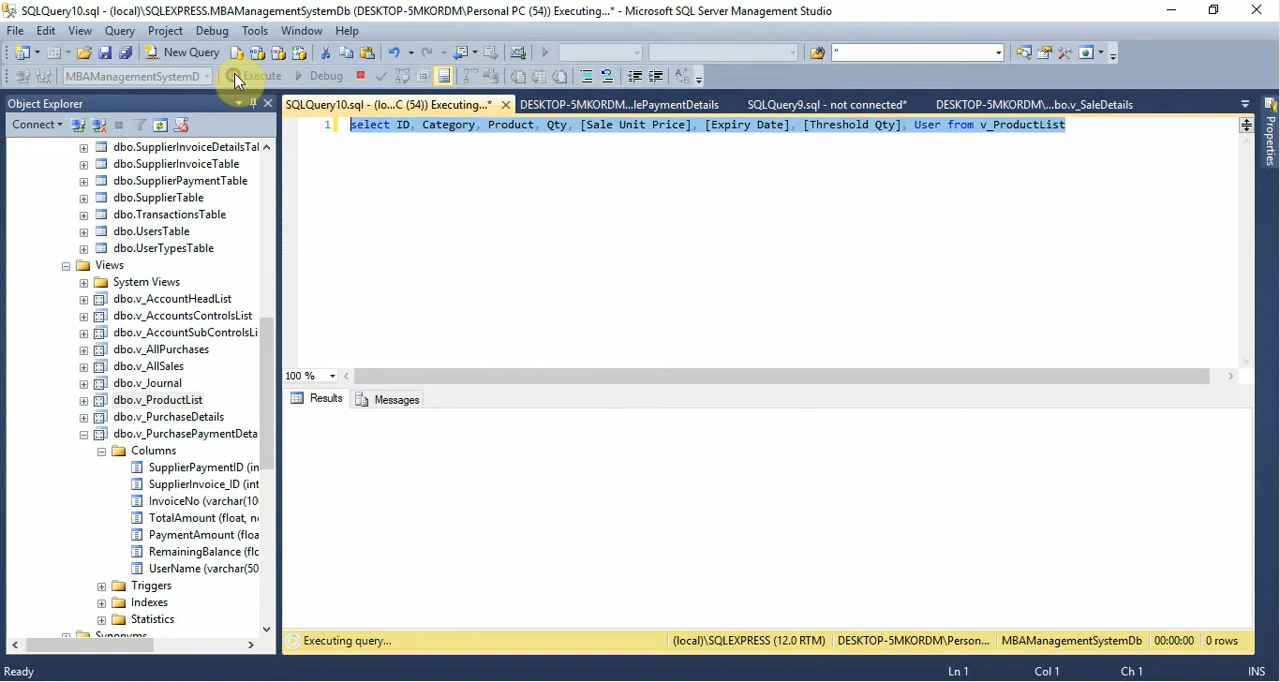 SQLQuery10.sql - (local)\SQLEXPRESS.MBAManagementSystemDb (DESKTOP-5MKORDM\Personal PC (54)) Executing...* - Microsoft SQL Server Management Studio
File Edit View Query Project Debug Tools Window Help
New Query "
MBAManagementSystemD Execute Debug
Object Explorer
SQLQuery10.sql - (lo...C (54)) Executing...* DESKTOP-5MKORDM...lePaymentDetails SQLQuery9.sql - not connected* DESKTOP-5MKORDM\...bo.v_SaleDetails
Connect
1 select ID, Category, Product, Qty, [Sale Unit Price], [Expiry Date], [Threshold Qty], User from v_ProductList
Properties
dbo.SupplierInvoiceDetailsTal
dbo.SupplierInvoiceTable
dbo.SupplierPaymentTable
dbo.SupplierTable
dbo.TransactionsTable
dbo.UsersTable
dbo.UserTypesTable
Views
System Views
dbo.v_AccountHeadList
dbo.v_AccountsControlsList
dbo.v_AccountSubControlsLi
dbo.v_AllPurchases
dbo.v_AllSales
dbo.v_Journal
dbo.v_ProductList
dbo.v_PurchaseDetails
dbo.v_PurchasePaymentDeta
Columns
SupplierPaymentID (in
SupplierInvoice_ID (int
InvoiceNo (varchar(10
TotalAmount (float, n
PaymentAmount (floa
RemainingBalance (flo
UserName (varchar(50
Triggers
Indexes
Statistics
Synonyms
100 %
Results Messages
Executing query... (local)\SQLEXPRESS (12.0 RTM) DESKTOP-5MKORDM\Person... MBAManagementSystemDb 00:00:00 0 rows
Ready Ln 1 Col 1 Ch 1 INS